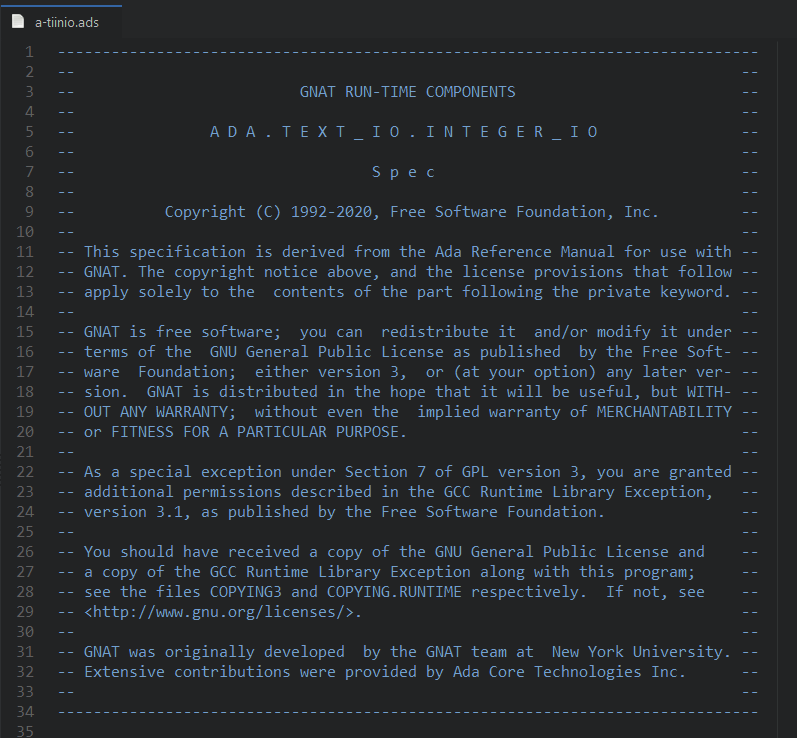 a-tiinio.ads
1 ------------------------------------------------------------------------------
2 --                                                                          --
3 --                         GNAT RUN-TIME COMPONENTS                         --
4 --                                                                          --
5 --               A D A . T E X T _ I O . I N T E G E R _ I O                --
6 --                                                                          --
7 --                                 S p e c                                  --
8 --                                                                          --
9 --          Copyright (C) 1992-2020, Free Software Foundation, Inc.         --
10 --                                                                          --
11 -- This specification is derived from the Ada Reference Manual for use with --
12 -- GNAT. The copyright notice above, and the license provisions that follow --
13 -- apply solely to the  contents of the part following the private keyword. --
14 --                                                                          --
15 -- GNAT is free software;  you can  redistribute it  and/or modify it under --
16 -- terms of the  GNU General Public License as published  by the Free Soft- --
17 -- ware  Foundation;  either version 3,  or (at your option) any later ver- --
18 -- sion.  GNAT is distributed in the hope that it will be useful, but WITH- --
19 -- OUT ANY WARRANTY;  without even the  implied warranty of MERCHANTABILITY --
20 -- or FITNESS FOR A PARTICULAR PURPOSE.                                     --
21 --                                                                          --
22 -- As a special exception under Section 7 of GPL version 3, you are granted --
23 -- additional permissions described in the GCC Runtime Library Exception,   --
24 -- version 3.1, as published by the Free Software Foundation.               --
25 --                                                                          --
26 -- You should have received a copy of the GNU General Public License and    --
27 -- a copy of the GCC Runtime Library Exception along with this program;     --
28 -- see the files COPYING3 and COPYING.RUNTIME respectively.  If not, see    --
29 -- <http://www.gnu.org/licenses/>.                                          --
30 --                                                                          --
31 -- GNAT was originally developed  by the GNAT team at  New York University. --
32 -- Extensive contributions were provided by Ada Core Technologies Inc.      --
33 --                                                                          --
34 ------------------------------------------------------------------------------
35